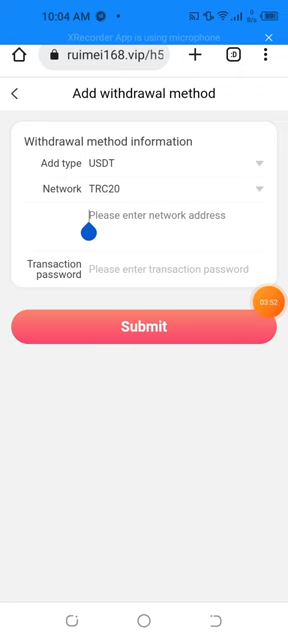 10:04 AM
0
B/s
XRecorder App is using microphone
ruimei168.vip/h5
:D
Add withdrawal method
Withdrawal method information
Add type USDT
Network TRC20
Please enter network address
Transaction password Please enter transaction password
03:52
Submit